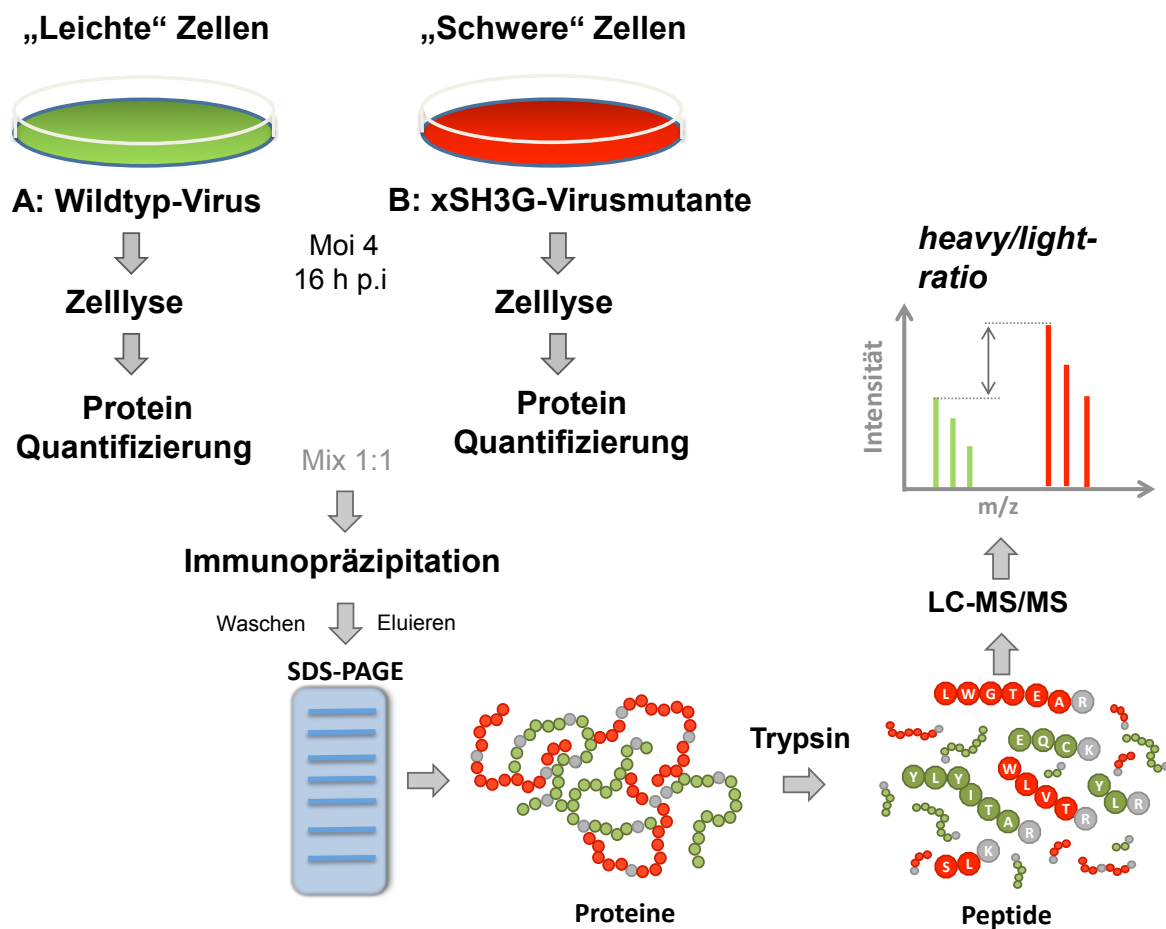 „Leichte“ Zellen
„Schwere“ Zellen
A: Wildtyp-Virus
B: xSH3G-Virusmutante
Moi 4
16 h p.i
Zelllyse
Zelllyse
Protein
Quantifizierung
Protein
Quantifizierung
Mix 1:1
Immunopräzipitation
Waschen
Eluieren
SDS-PAGE
Proteine
Trypsin
heavy/light-
ratio
Intensität
m/z
LC-MS/MS
L W G T E A R
E Q C K
Y L Y I T A R
W L V T R
Y L R
S L K
Peptide